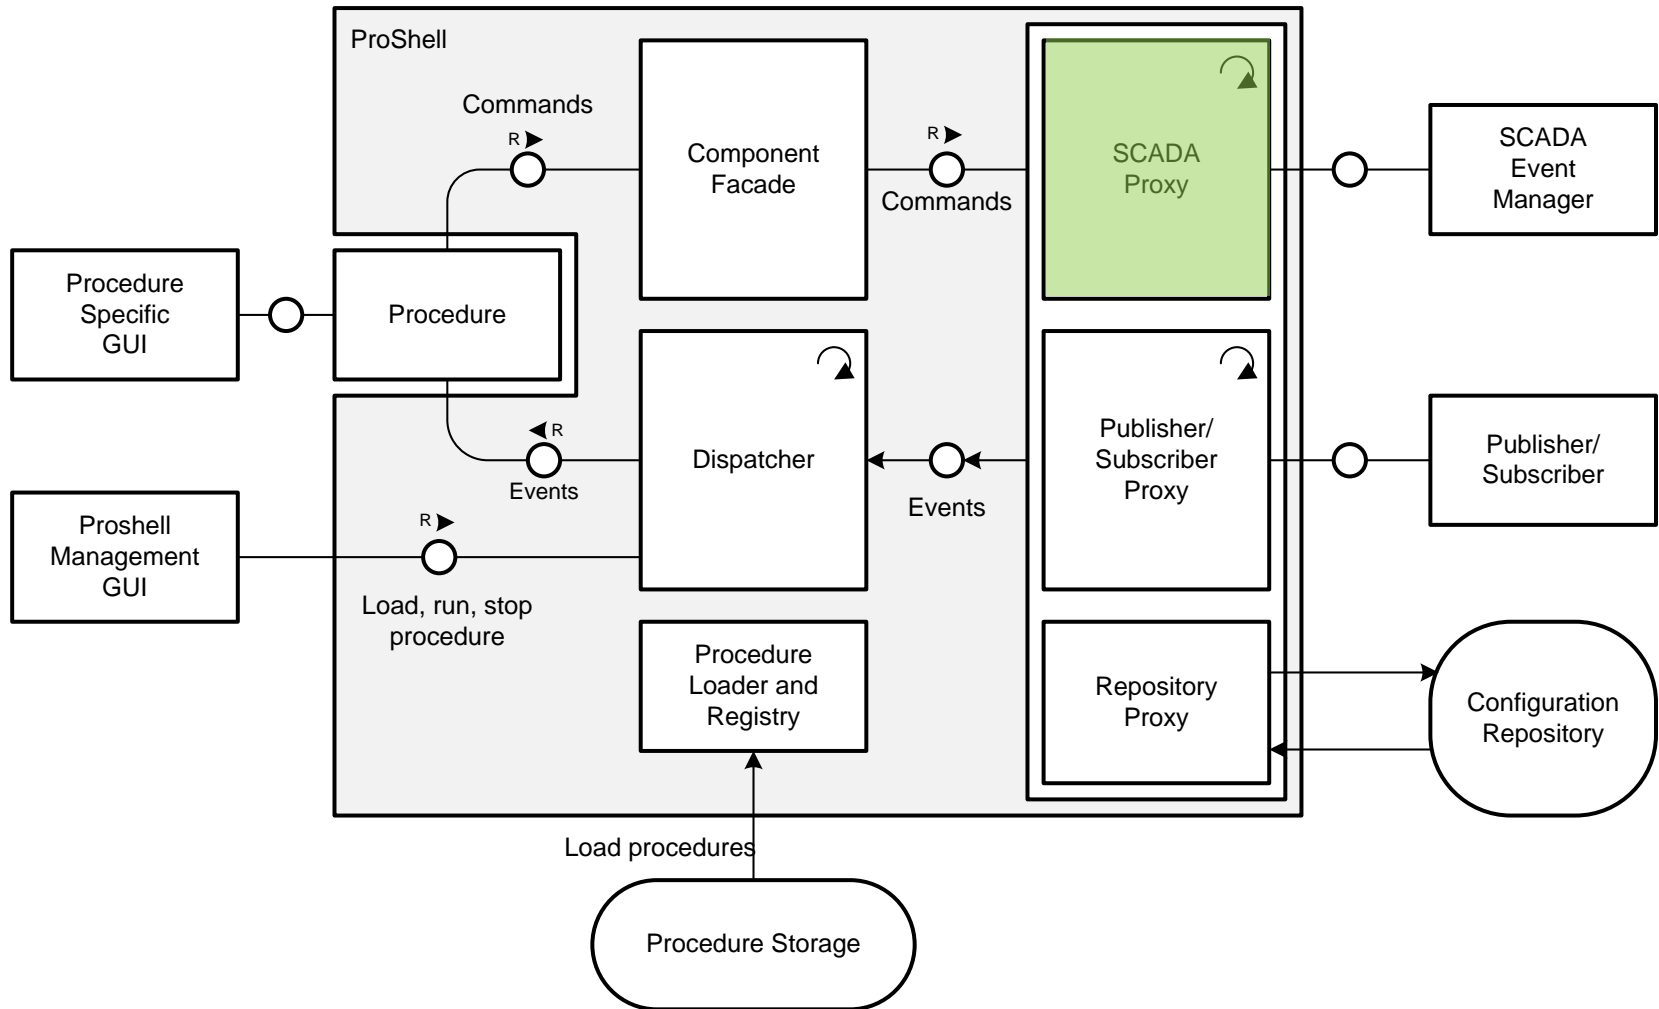 ProShell
Commands
R
Component
Facade
R
Commands
SCADA
Proxy
SCADA
Event
Manager
Procedure
Specific
GUI
Procedure
R
Events
Dispatcher
Events
Publisher/
Subscriber
Proxy
Publisher/
Subscriber
Proshell
Management
GUI
R
Load, run, stop
procedure
Procedure
Loader and
Registry
Repository
Proxy
Configuration
Repository
Load procedures
Procedure Storage